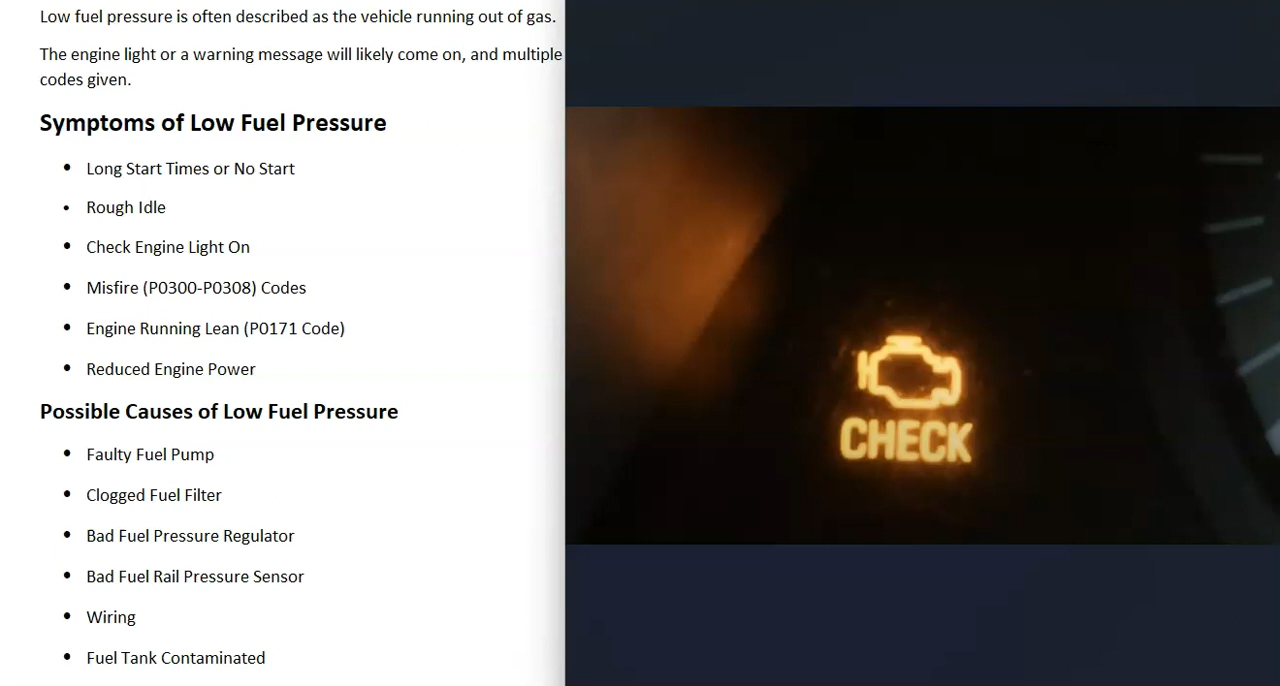 Low fuel pressure is often described as the vehicle running out of gas.
The engine light or a warning message will likely come on, and multiple
codes given.
Symptoms of Low Fuel Pressure
• Long Start Times or No Start
• Rough Idle
• Check Engine Light On
• Misfire (P0300-P0308) Codes
• Engine Running Lean (P0171 Code)
• Reduced Engine Power
Possible Causes of Low Fuel Pressure
• Faulty Fuel Pump
• Clogged Fuel Filter
• Bad Fuel Pressure Regulator
• Bad Fuel Rail Pressure Sensor
• Wiring
• Fuel Tank Contaminated
CHECK